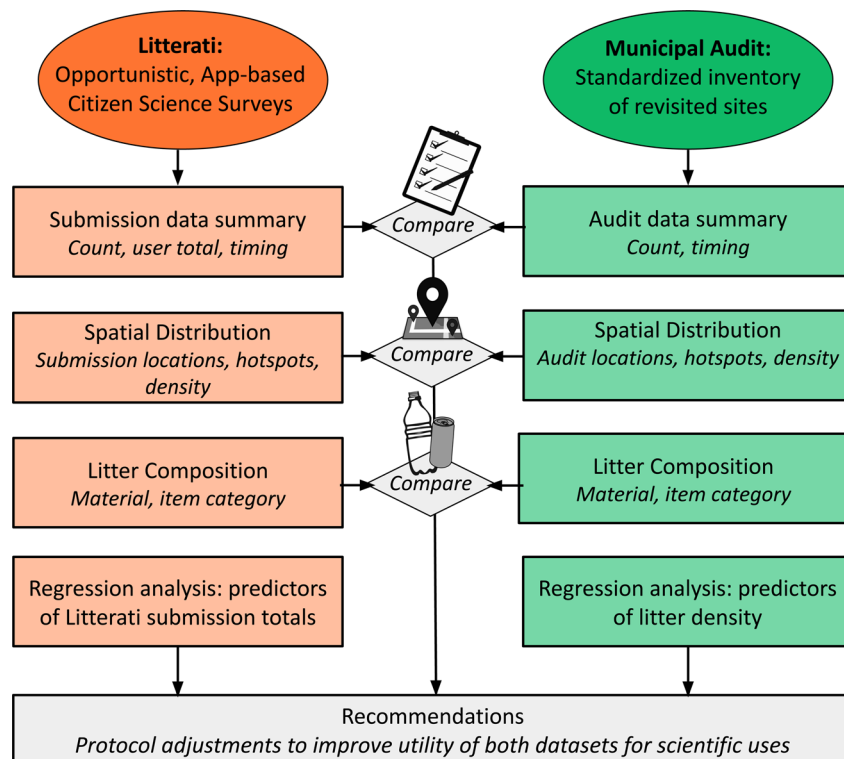 Litterati:
Opportunistic, App-based
Citizen Science Surveys
Municipal Audit:
Standardized inventory
of revisited sites
Submission data summary
Count, user total, timing
Compare
Audit data summary
Count, timing
Spatial Distribution
Submission locations, hotspots,
density
Compare
Spatial Distribution
Audit locations, hotspots, density
Litter Composition
Material, item category
Compare
Litter Composition
Material, item category
Regression analysis: predictors
of Litterati submission totals
Regression analysis: predictors
of litter density
Recommendations
Protocol adjustments to improve utility of both datasets for scientific uses